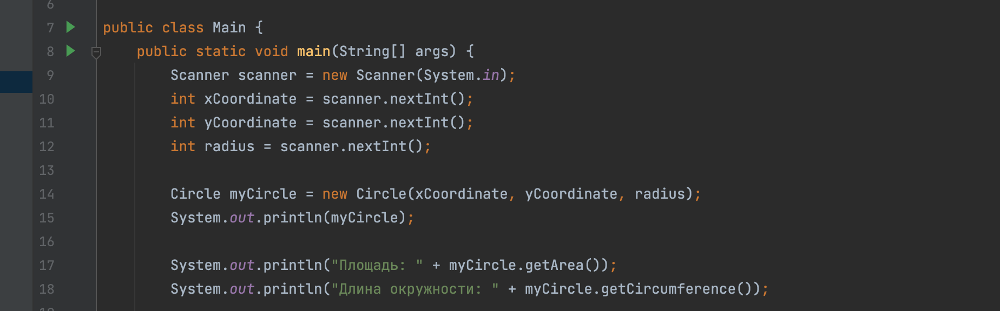 6
7 public class Main {
8 public static void main(String[] args) {
9 Scanner scanner = new Scanner(System.in);
10 int xCoordinate = scanner.nextInt();
11 int yCoordinate = scanner.nextInt();
12 int radius = scanner.nextInt();
13
14 Circle myCircle = new Circle(xCoordinate, yCoordinate, radius);
15 System.out.println(myCircle);
16
17 System.out.println("Площадь: " + myCircle.getArea());
18 System.out.println("Длина окружности: " + myCircle.getCircumference());